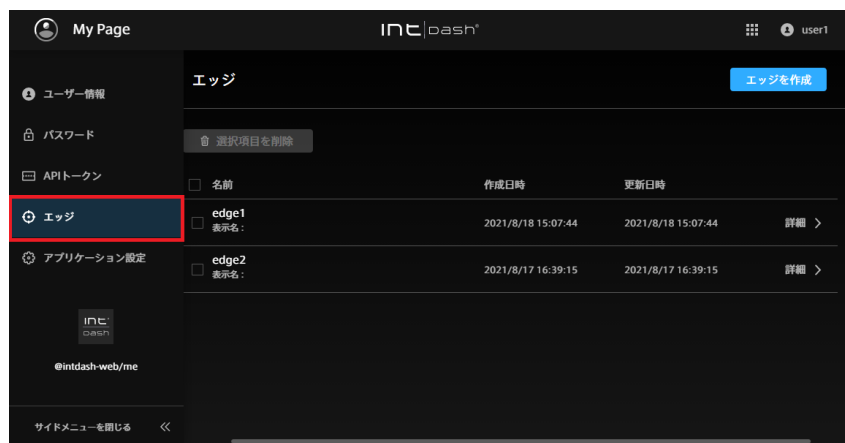 My Page
intdash
user1
ユーザー情報
パスワード
APIトークン
エッジ
アプリケーション設定
int
dash
@intdash-web/me
サイドメニューを閉じる
エッジ
エッジを作成
選択項目を削除
名前 作成日時 更新日時
edge1
表示名：
2021/8/18 15:07:44 2021/8/18 15:07:44 詳細
edge2
表示名：
2021/8/17 16:39:15 2021/8/17 16:39:15 詳細